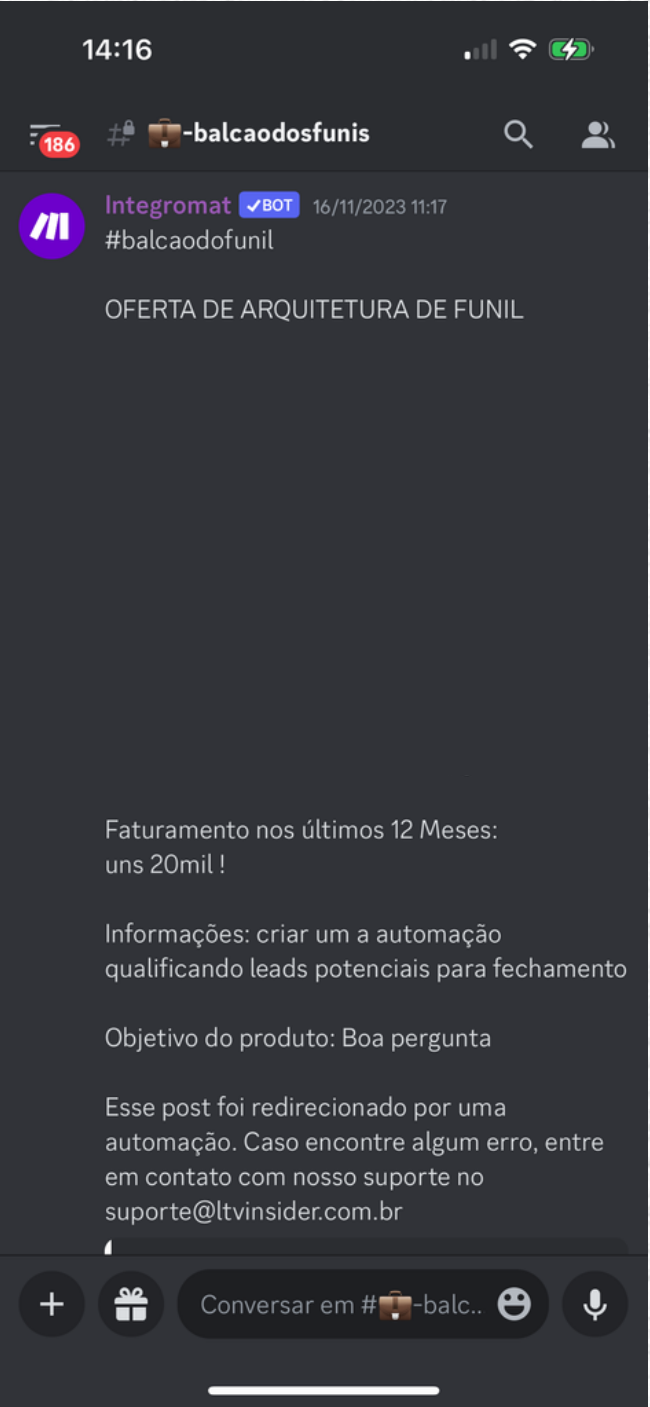 14:16
186
# 💼-balcaodosfunis
Integromat ✓BOT 16/11/2023 11:17
#balcaodofunil
OFERTA DE ARQUITETURA DE FUNIL
Faturamento nos últimos 12 Meses:
uns 20mil !
Informações: criar um a automação
qualificando leads potenciais para fechamento
Objetivo do produto: Boa pergunta
Esse post foi redirecionado por uma
automação. Caso encontre algum erro, entre
em contato com nosso suporte no
suporte@ltvinsider.com.br
Conversar em #💼-balc..